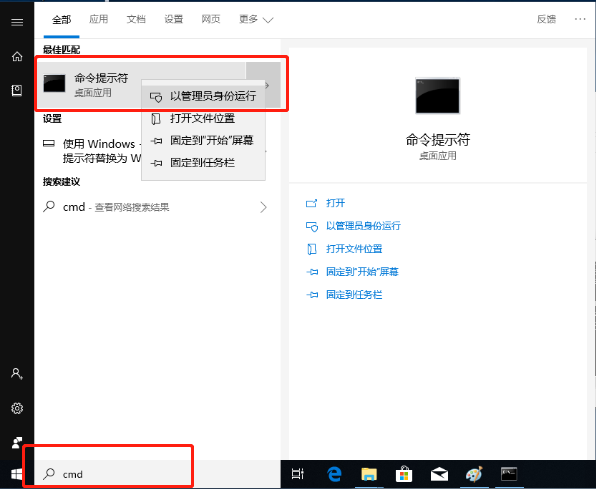 全部 应用 文档 设置 网页 更多 反馈 ···
最佳匹配
命令提示符
桌面应用
以管理员身份运行
打开文件位置
固定到"开始"屏幕
固定到任务栏
设置
使用 Windows -
提示符替换为 W
搜索建议
cmd - 查看网络搜索结果
命令提示符
桌面应用
打开
以管理员身份运行
打开文件位置
固定到"开始"屏幕
固定到任务栏
cmd